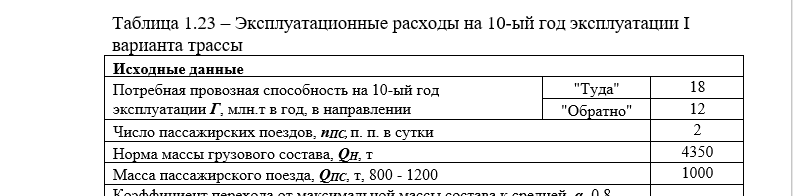 Таблица 1.23 – Эксплуатационные расходы на 10-ый год эксплуатации I
варианта трассы
Исходные данные
Потребная провозная способность на 10-ый год
эксплуатации Г, млн.т в год, в направлении
"Туда" 18
"Обратно" 12
Число пассажирских поездов, nПС, п. п. в сутки 2
Норма массы грузового состава, QН, т 4350
Масса пассажирского поезда, QПС, т, 800 - 1200 1000
Коэффициент перехода от максимальной массы состава к средней, α, 0,8